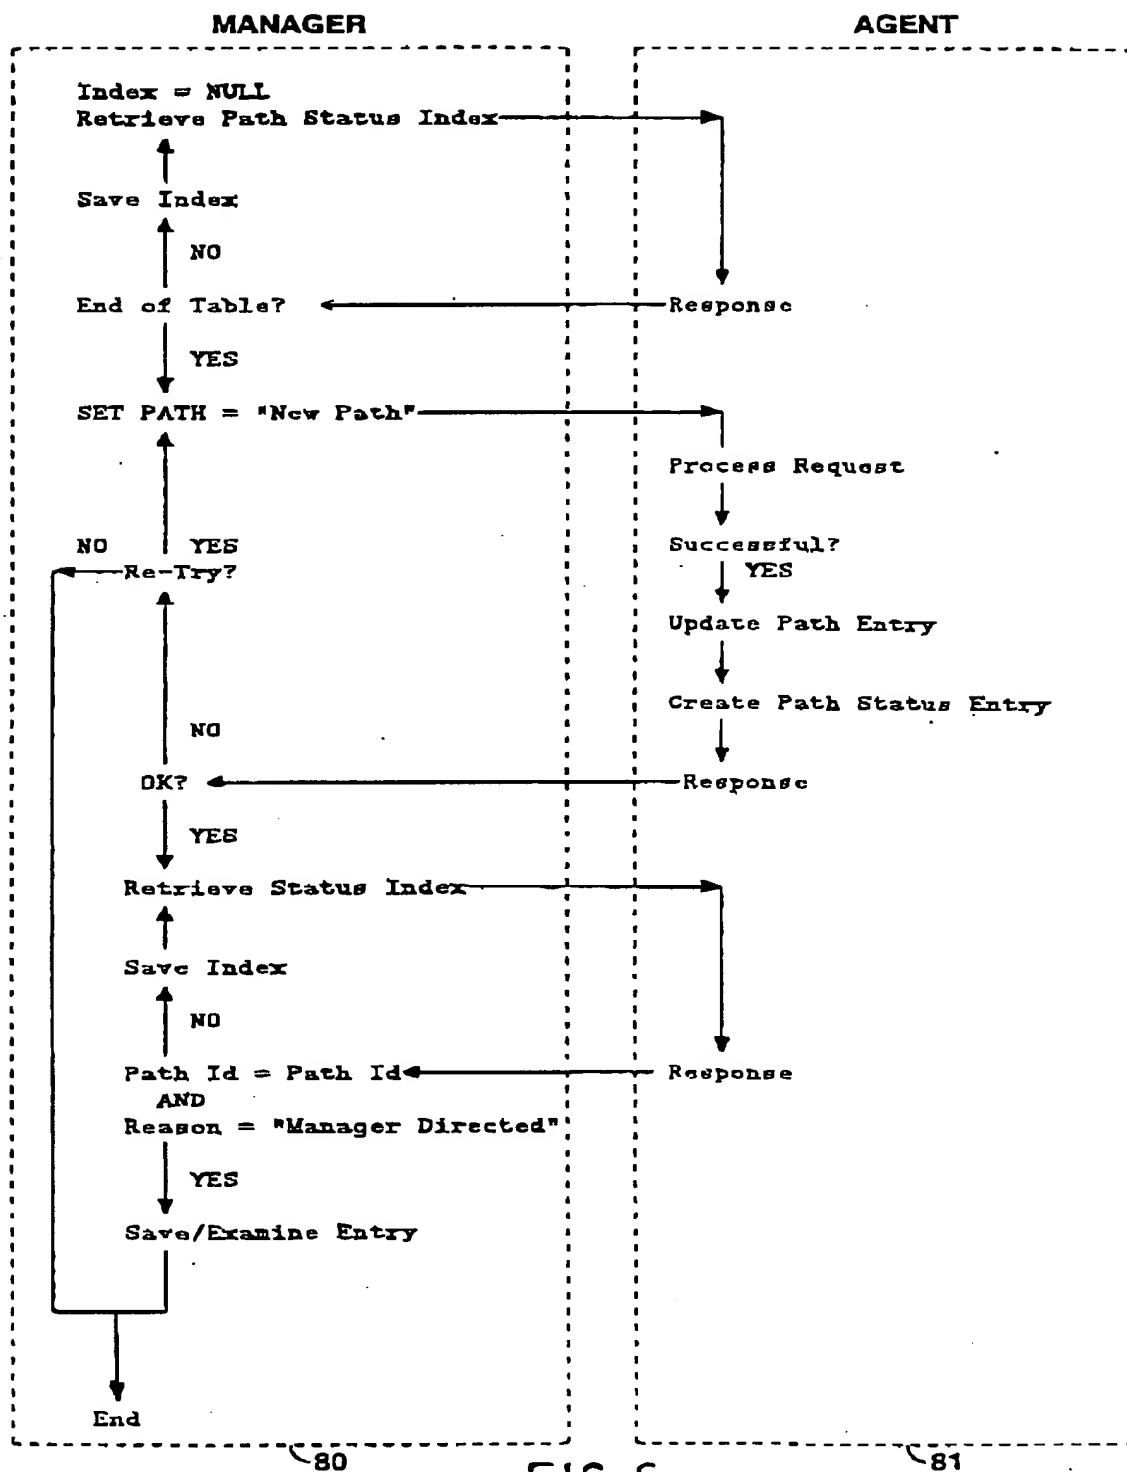 MANAGER
AGENT
Index = NULL
Retrieve Path Status Index
Save Index
NO
End of Table?
Response
YES
SET PATH = "New Path"
Process Request
NO YES
Successful?
Re-Try?
YES
Update Path Entry
Create Path Status Entry
NO
OK?
Response
YES
Retrieve Status Index
Save Index
NO
Path Id = Path Id
Response
AND
Reason = "Manager Directed"
YES
Save/Examine Entry
End
80
81